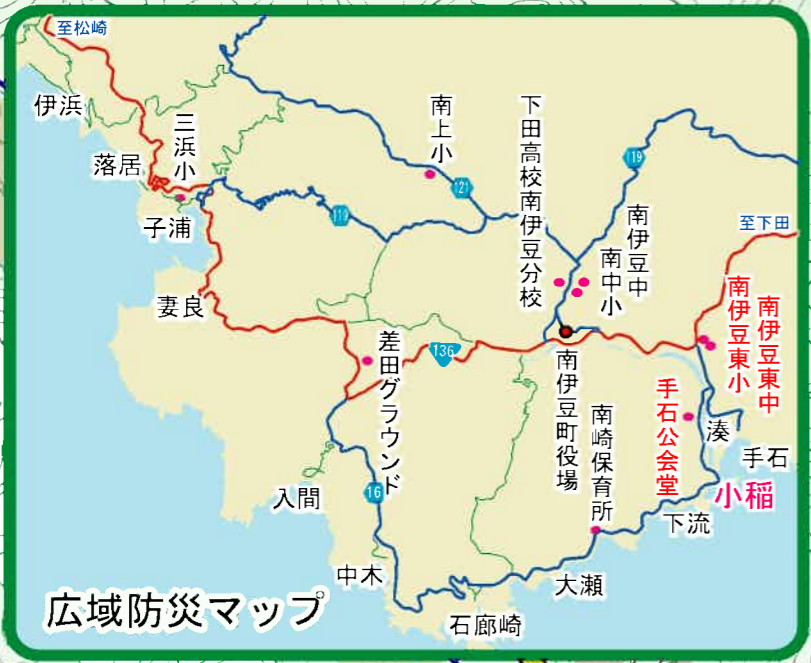 至松崎
伊浜
落居
三浜小
子浦
妻良
南上小
121
119
下田高校南伊豆分校
南伊豆中
南中小
至下田
南伊豆東中
南伊豆東小
差田グラウンド
136
南伊豆町役場
南崎保育所
手石公会堂
湊
手石
小稲
下流
入間
16
中木
大瀬
石廊崎
広域防災マップ